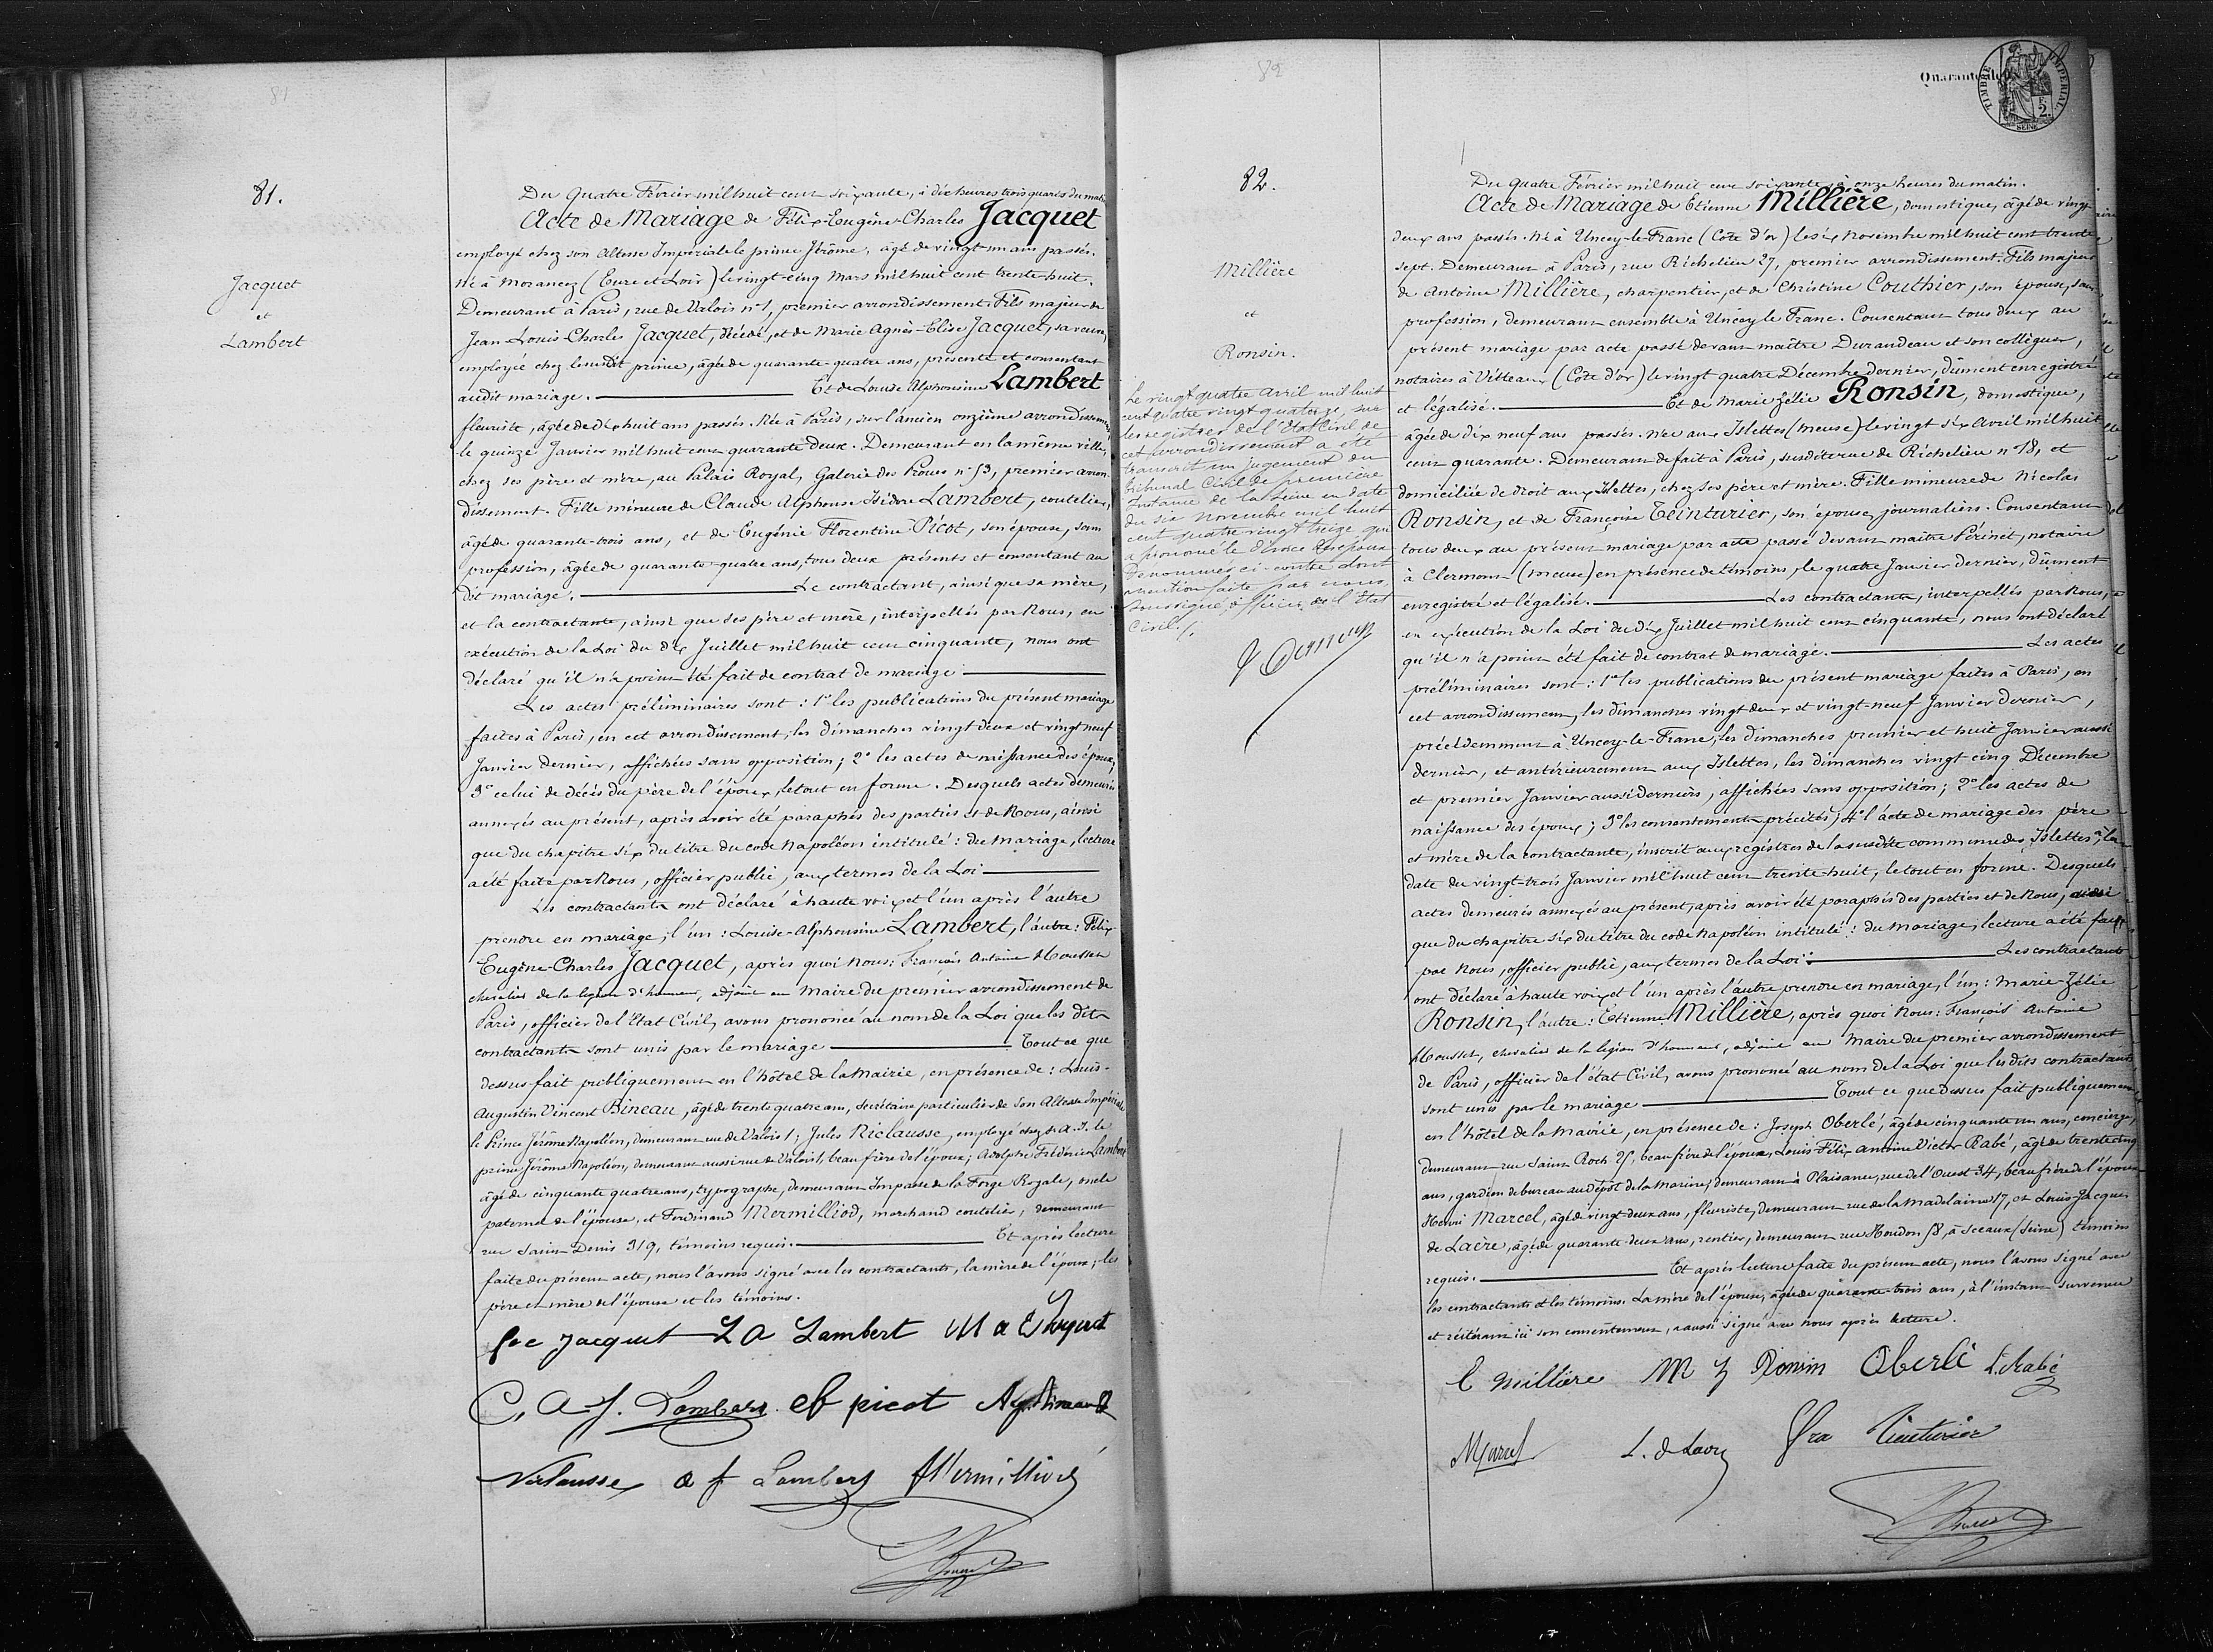 81
81.
Jacquet
et
Lambert
Du Quatre Février mil huit cent soixante, à dix heures trois quarts du matin
Acte de Mariage de Félix-Eugène-Charles Jacquet
employé chez son Altesse Impériale le prince Jérôme, âgé de vingt-un ans passés.
Né à Morancez (Eure et Loir) le vingt-cinq Mars mil huit cent trente-huit.
Demeurant à Paris, rue de Valois n° 1, premier arrondissement. Fils majeur de
Jean-Louis-Charles Jacquet, décédé, et de Marie Agnès-Elise Jacquet, sa veuve,
employée chez le susdit prince, âgée de quarante-quatre ans, présente et consentant
audit mariage. — Et de Louise Alphonsine Lambert
fleuriste, âgée de dix huit ans passés. Née à Paris, sur l'ancien onzième arrondissement,
le quinze Janvier mil huit cent quarante deux. Demeurant en la même ville,
chez ses père et mère, au Palais Royal, Galerie des Proues n° 13, premier arron-
dissement. Fille mineure de Claude Alphonse Isidore Lambert, coutelier,
âgé de quarante-trois ans, et de Eugénie Florentine Picot, son épouse, sans
profession, âgée de quarante-quatre ans, tous deux présents et consentant au
dit mariage. — Le contractant, ainsi que sa mère,
et la contractante, ainsi que ses père et mère, interpellés par Nous, en
exécution de la Loi du dix Juillet mil huit cent cinquante, nous ont
déclaré qu'il n'a point été fait de contrat de mariage —
Les actes préliminaires sont : 1° les publications du présent mariage
faites à Paris, en cet arrondissement, les dimanches vingt deux et vingt neuf
Janvier dernier, affichées sans opposition; 2° les actes de naissance des époux;
3° celui de décès du père de l'époux, le tout en forme. Desquels actes demeurés
annexés au présent, après avoir été paraphés des parties et de Nous, ainsi
que du chapitre six du titre du code Napoléon intitulé : du Mariage, lecture
a été faite par Nous, officier public, aux termes de la Loi —
Les contractants ont déclaré à haute voix et l'un après l'autre
prendre en mariage, l'un : Louise-Alphonsine Lambert, l'autre : Félix-
Eugène-Charles Jacquet, après quoi Nous : François Antoine Mousset
chevalier de la légion d'honneur, adjoint au Maire du premier arrondissement de
Paris, officier de l'Etat Civil, avons prononcé au nom de la Loi que les dits
contractants sont unis par le mariage — Tout ce que
dessus fait publiquement en l'hôtel de la Mairie, en présence de : Louis-
Augustin Vincent Bineau, âgé de trente quatre ans, secrétaire particulier de Son Altesse Impériale
le Prince Jérôme Napoléon, demeurant rue de Valois 1; Jules Niclausse, employé chez S. A. I. le
prince Jérôme Napoléon, demeurant aussi rue de Valois 1, beau frère de l'époux; Adolphe Frédéric Lambert
âgé de cinquante quatre ans, typographe, demeurant Impasse de la Forge Royale, oncle
paternel de l'épouse, et Ferdinand Mermilliod, marchand coutelier, demeurant
rue Saint-Denis 319, témoins requis. — Et après lecture
faite du présent acte, nous l'avons signé avec les contractants, la mère de l'époux, les
père et mère de l'épouse et les témoins.
Jacquet L A Lambert M a E Jacquet
C. A J. Lambert picot
Niclausse a f Lambert Mermilliod
82
82.
Millière
et
Ronsin.
Le vingt quatre avril mil huit
cent quatre vingt quatorze, sur
les registres de l'Etat Civil de
cet arrondissement a été
transcrit un jugement du
tribunal Civil de première
Instance de la Seine en date
du six novembre mil huit
cent quatre vingt treize qui
a prononcé le divorce des époux
dénommés ci-contre dont
mention faite par nous
soussigné, officier de l'Etat
Civil./.
Quarante
TIMBRE IMPERIAL
SEINE
Du Quatre Février mil huit cent soixante, à onze heures du matin.
Acte de Mariage de Etienne Millière, domestique, âgé de vingt
deux ans passés. Né à Uncey-le-Franc (Côte d'or) le six Novembre mil huit cent trente
sept. Demeurant à Paris, rue Richelieu 27, premier arrondissement. Fils majeur
de Antoine Millière, charpentier, et de Christine Couthier, son épouse, sans
profession, demeurant ensemble à Uncey le Franc. Consentant tous deux au
présent mariage par acte passé devant maître Durandeau et son collègue,
notaires à Vitteaux (Côte d'or) le vingt quatre Décembre dernier, dûment enregistré
et légalisé. — Et de Marie Zélie Ronsin, domestique,
âgée de dix neuf ans passés. Née aux Islettes (Meuse) le vingt six Avril mil huit
cent quarante. Demeurant de fait à Paris, susdite rue de Richelieu n° 18, et
domiciliée de droit aux Islettes, chez ses père et mère. Fille mineure de Nicolas
Ronsin, et de Françoise Teinturier, son épouse, journaliers. Consentant
tous deux au présent mariage par acte passé devant maître Périnet, notaire
à Clermont (Meuse) en présence de témoins, le quatre Janvier dernier, dûment
enregistré et légalisé. — Les contractants, interpellés par Nous,
en exécution de la Loi du dix Juillet mil huit cent cinquante, nous ont déclaré
qu'il n'a point été fait de contrat de mariage. — Les actes
préliminaires sont : 1° les publications du présent mariage faites à Paris, en
cet arrondissement, les dimanches vingt deux et vingt-neuf Janvier dernier,
précédemment à Uncey-le-Franc, les dimanches premier et huit Janvier aussi
dernier, et antérieurement aux Islettes, les dimanches vingt cinq Décembre
et premier Janvier aussi derniers, affichées sans opposition; 2° les actes de
naissance des époux; 3° les consentements précités; 4° l'acte de mariage des père
et mère de la contractante, inscrit aux registres de la susdite commune des Islettes, à la
date du vingt-trois Janvier mil huit cent trente-huit, le tout en forme. Desquels
actes demeurés annexés au présent, après avoir été paraphés des parties et de Nous, ainsi
que du chapitre six du titre du code Napoléon intitulé : du Mariage, lecture a été faite
par Nous, officier public, aux termes de la Loi : — Les contractants
ont déclaré à haute voix et l'un après l'autre prendre en mariage, l'un : Marie-Zélie
Ronsin, l'autre : Etienne Millière, après quoi Nous : François Antoine
Mousset, chevalier de la légion d'honneur, adjoint au Maire du premier arrondissement
de Paris, officier de l'état Civil, avons prononcé au nom de la Loi que les dits contractants
sont unis par le mariage — Tout ce que dessus fait publiquement
en l'hôtel de la Mairie, en présence de : Joseph Oberlé, âgé de cinquante un ans, concierge,
demeurant rue Saint Roch 25, beau frère de l'époux, Louis Félix Antoine Victor Rabé, âgé de trente cinq
ans, gardien de bureau au dépôt de la Marine, demeurant à Plaisance, rue de l'Ouest 34, beau frère de l'époux
Henri Marcel, âgé de vingt-deux ans, fleuriste, demeurant rue de la Madelaine 17, et Louis-Jacques
de Lacre, âgé de quarante-deux ans, rentier, demeurant rue Houdon 18, à Sceaux (Seine) témoins
requis. — Et après lecture faite du présent acte, nous l'avons signé avec
les contractants et les témoins. La mère de l'épouse, âgée de quarante-trois ans, à l'instant survenue
et réitérant ici son consentement, a aussi signé avec nous après lecture.
E Millière M Z Ronsin Oberlé Rabé
Marcel L. de Lacre Fra Teinturier